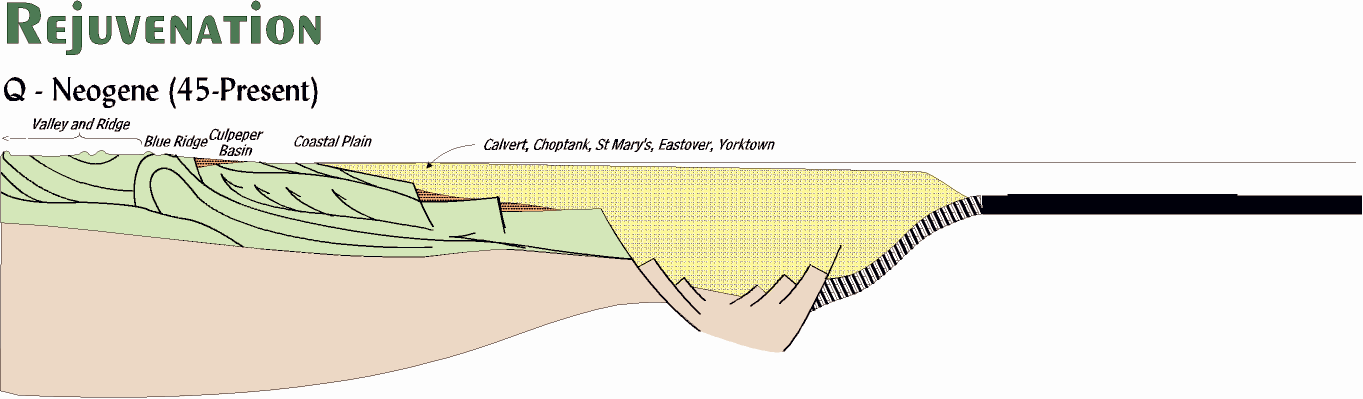 Rejuvenation
Q - Neogene (45-Present)
Valley and Ridge
Blue Ridge
Culpeper
Basin
Coastal Plain
Calvert, Choptank, St Mary's, Eastover, Yorktown